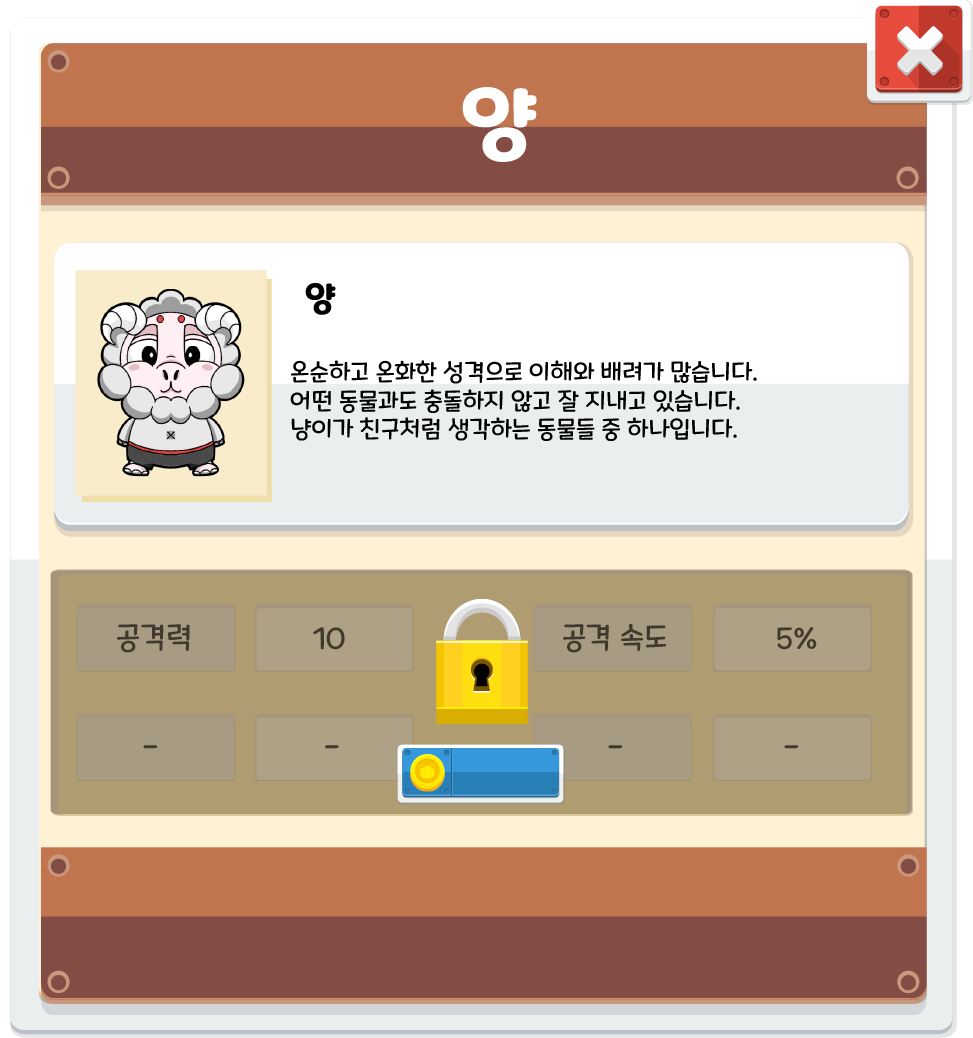 양
양
온순하고 온화한 성격으로 이해와 배려가 많습니다.
어떤 동물과도 충돌하지 않고 잘 지내고 있습니다.
냥이가 친구처럼 생각하는 동물들 중 하나입니다.
공격력 10 공격 속도 5%
- - - -